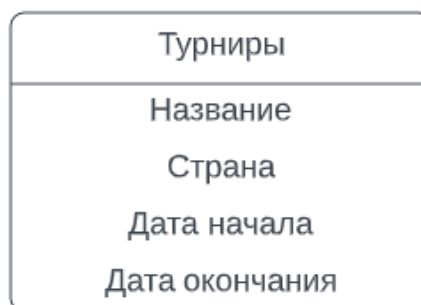 Турниры
Название
Страна
Дата начала
Дата окончания